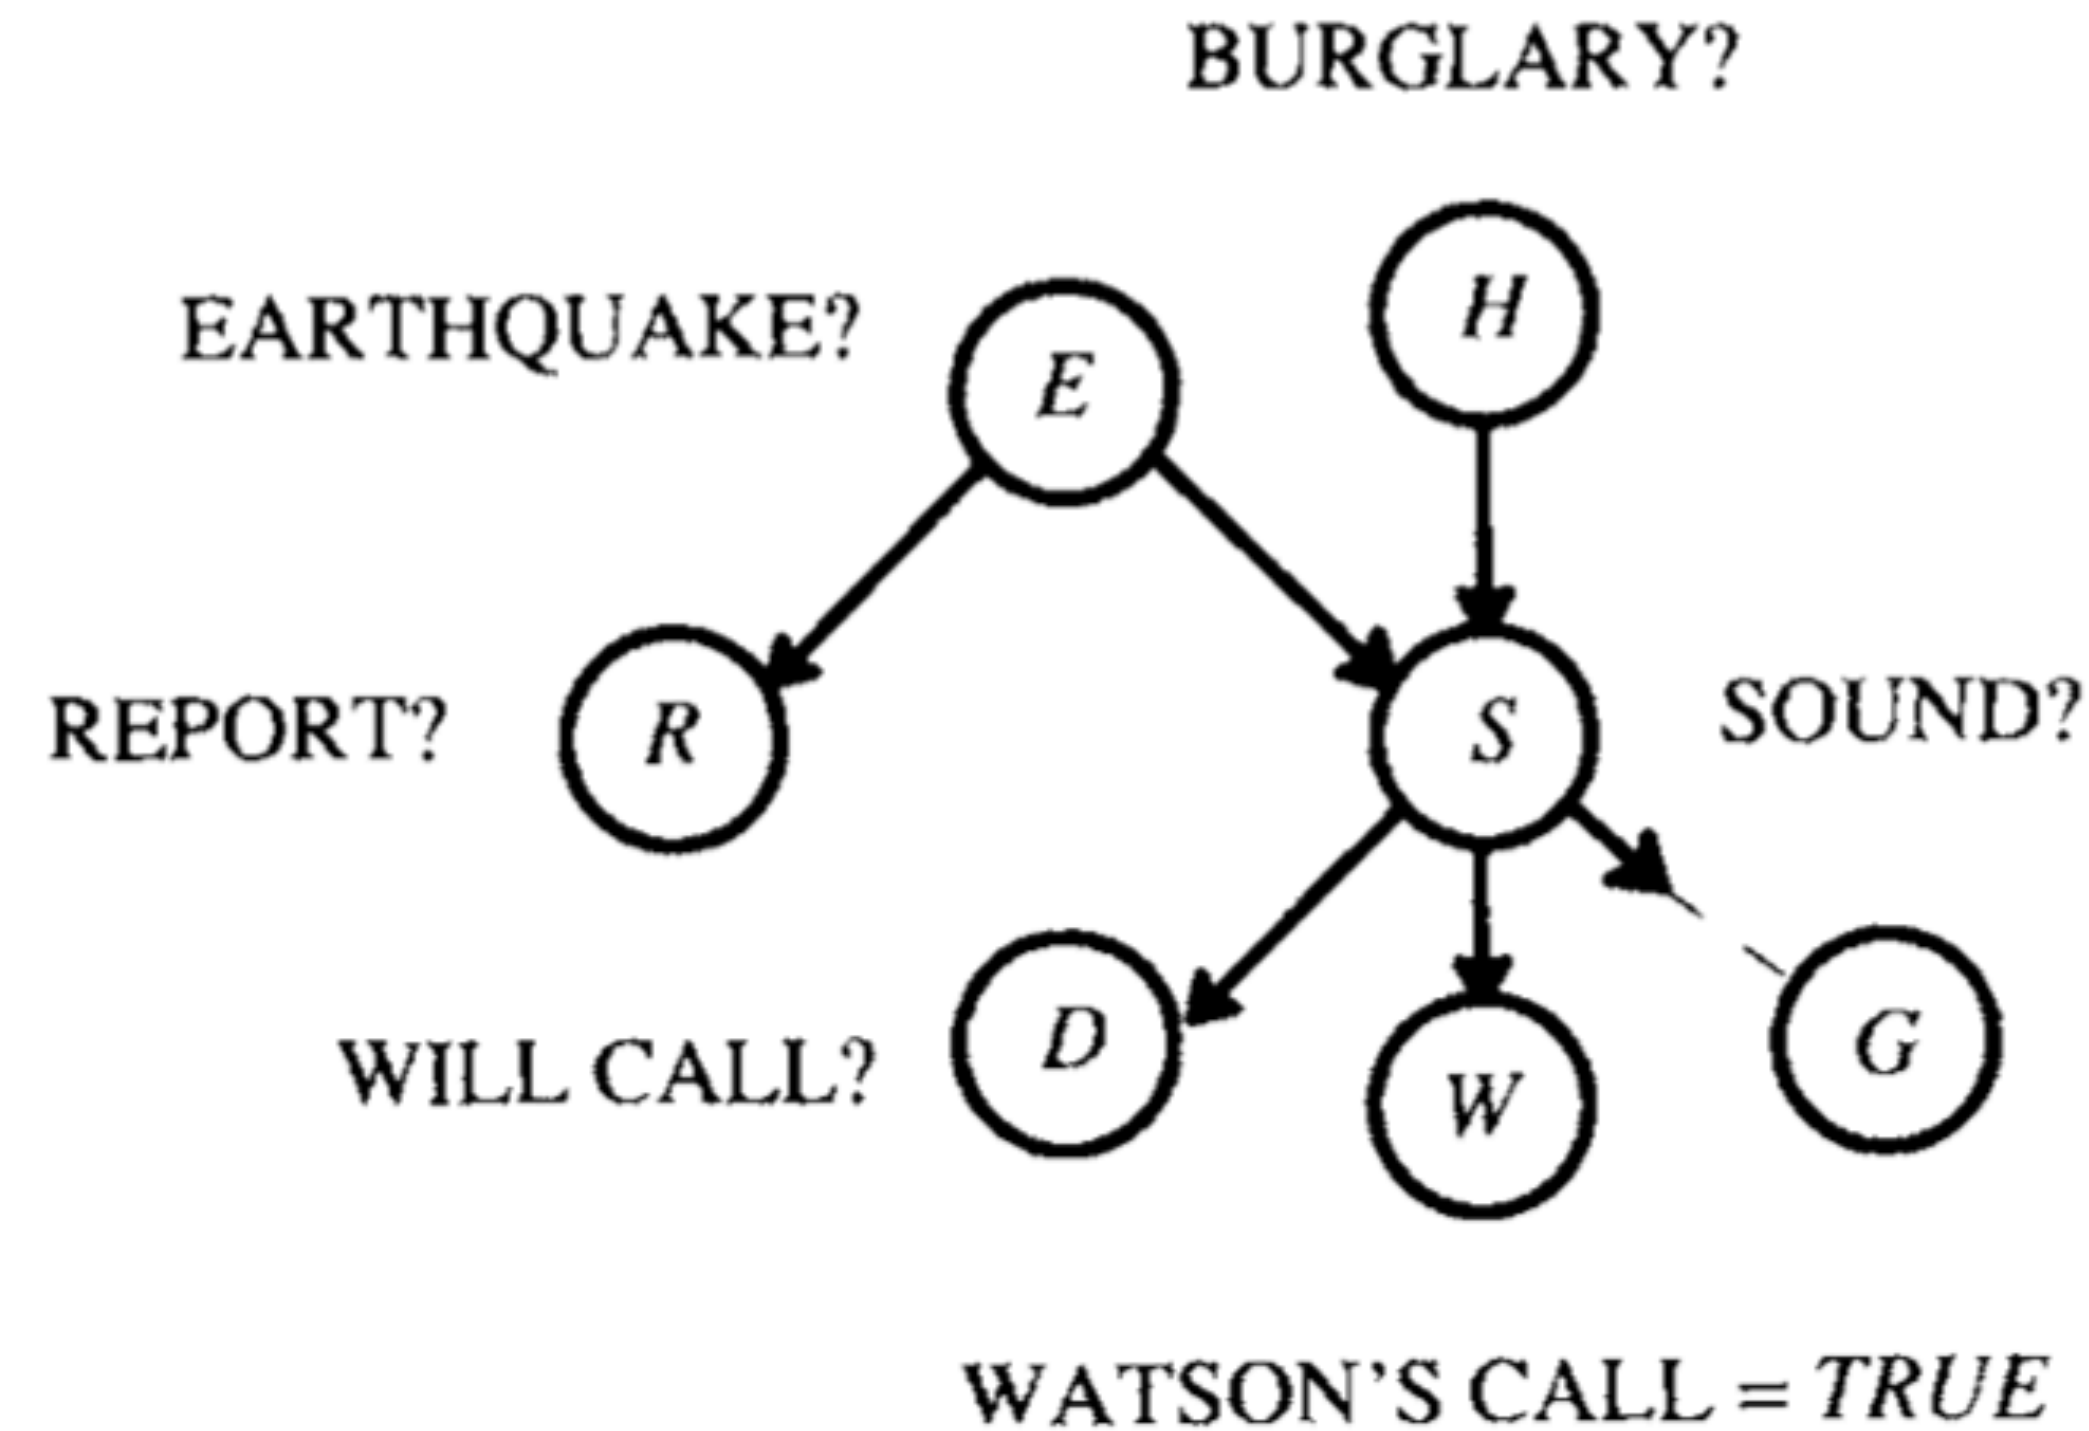 BURGLARY?
H
EARTHQUAKE?
E
REPORT?
R
S
SOUND?
WILL CALL?
D
W
G
WATSON'S CALL = TRUE